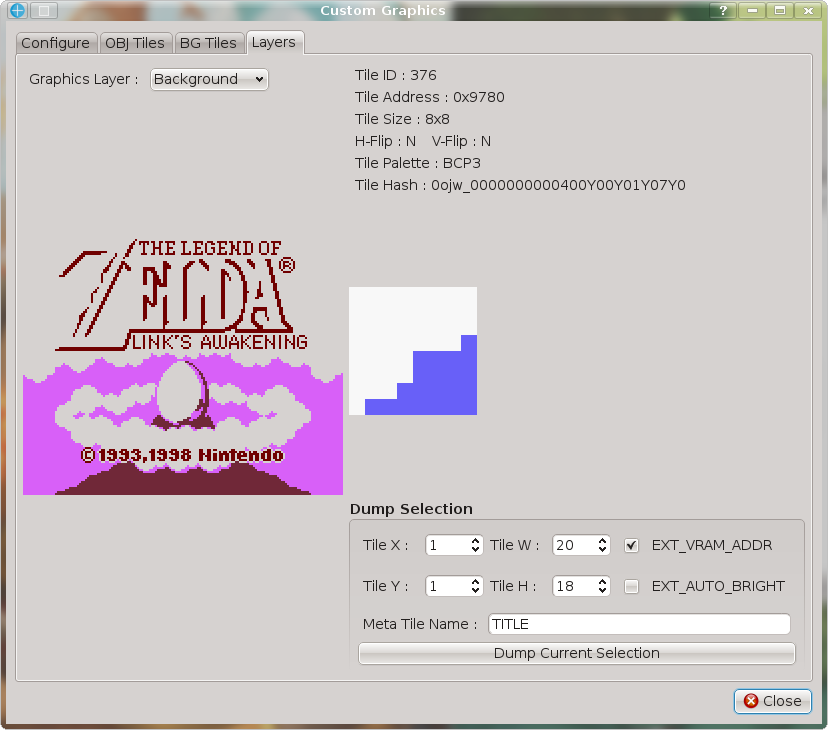 Custom Graphics
?
Configure OBJ Tiles BG Tiles Layers
Graphics Layer : Background
Tile ID : 376
Tile Address : 0x9780
Tile Size : 8x8
H-Flip : N V-Flip : N
Tile Palette : BCP3
Tile Hash : 0ojw_0000000000400Y00Y01Y07Y0
THE LEGEND OF
ZELDA®
LINK'S AWAKENING
©1993,1998 Nintendo
Dump Selection
Tile X : 1 Tile W : 20 EXT_VRAM_ADDR
Tile Y : 1 Tile H : 18 EXT_AUTO_BRIGHT
Meta Tile Name : TITLE
Dump Current Selection
Close